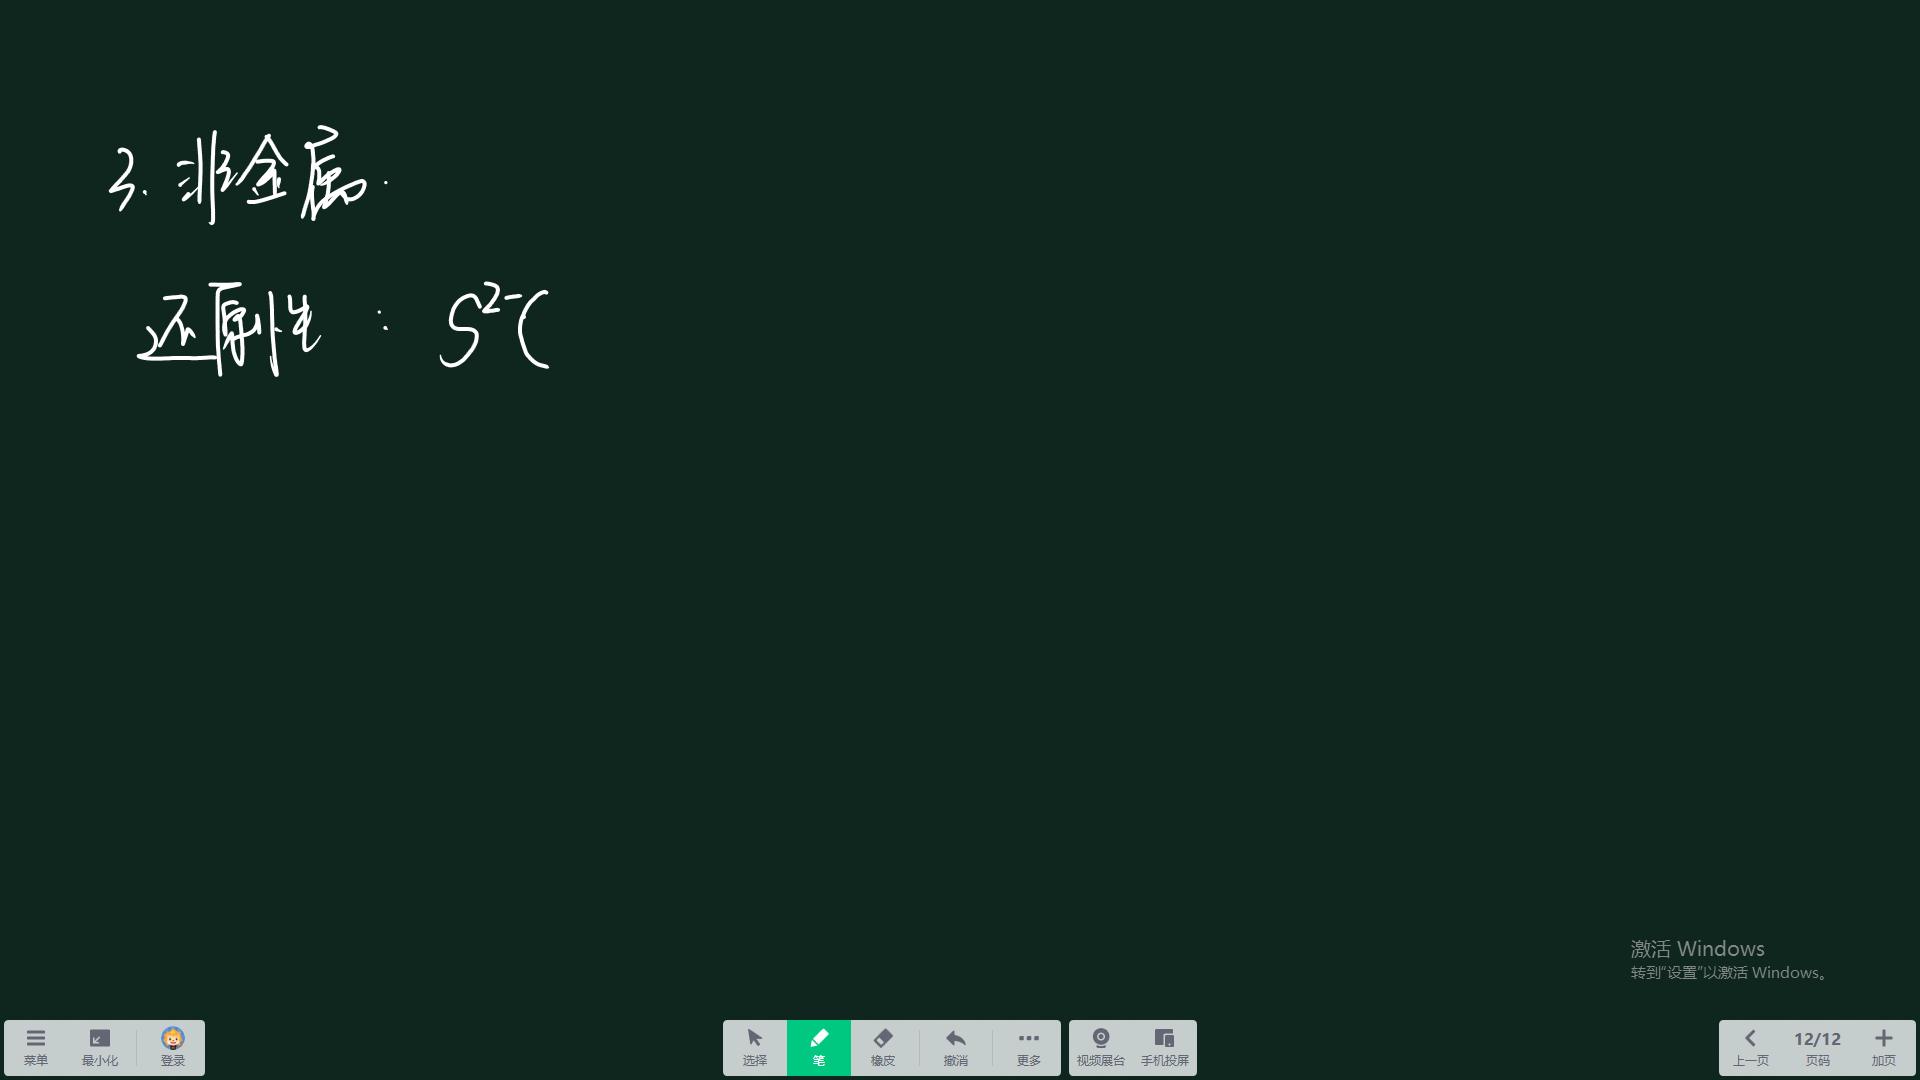 3. 非金属.
还原性 : S²⁻(
激活 Windows
转到“设置”以激活 Windows。
菜单 最小化 登录 选择 笔 橡皮 撤消 更多 视频展台 手机投屏 上一页 12/12 页码 加页